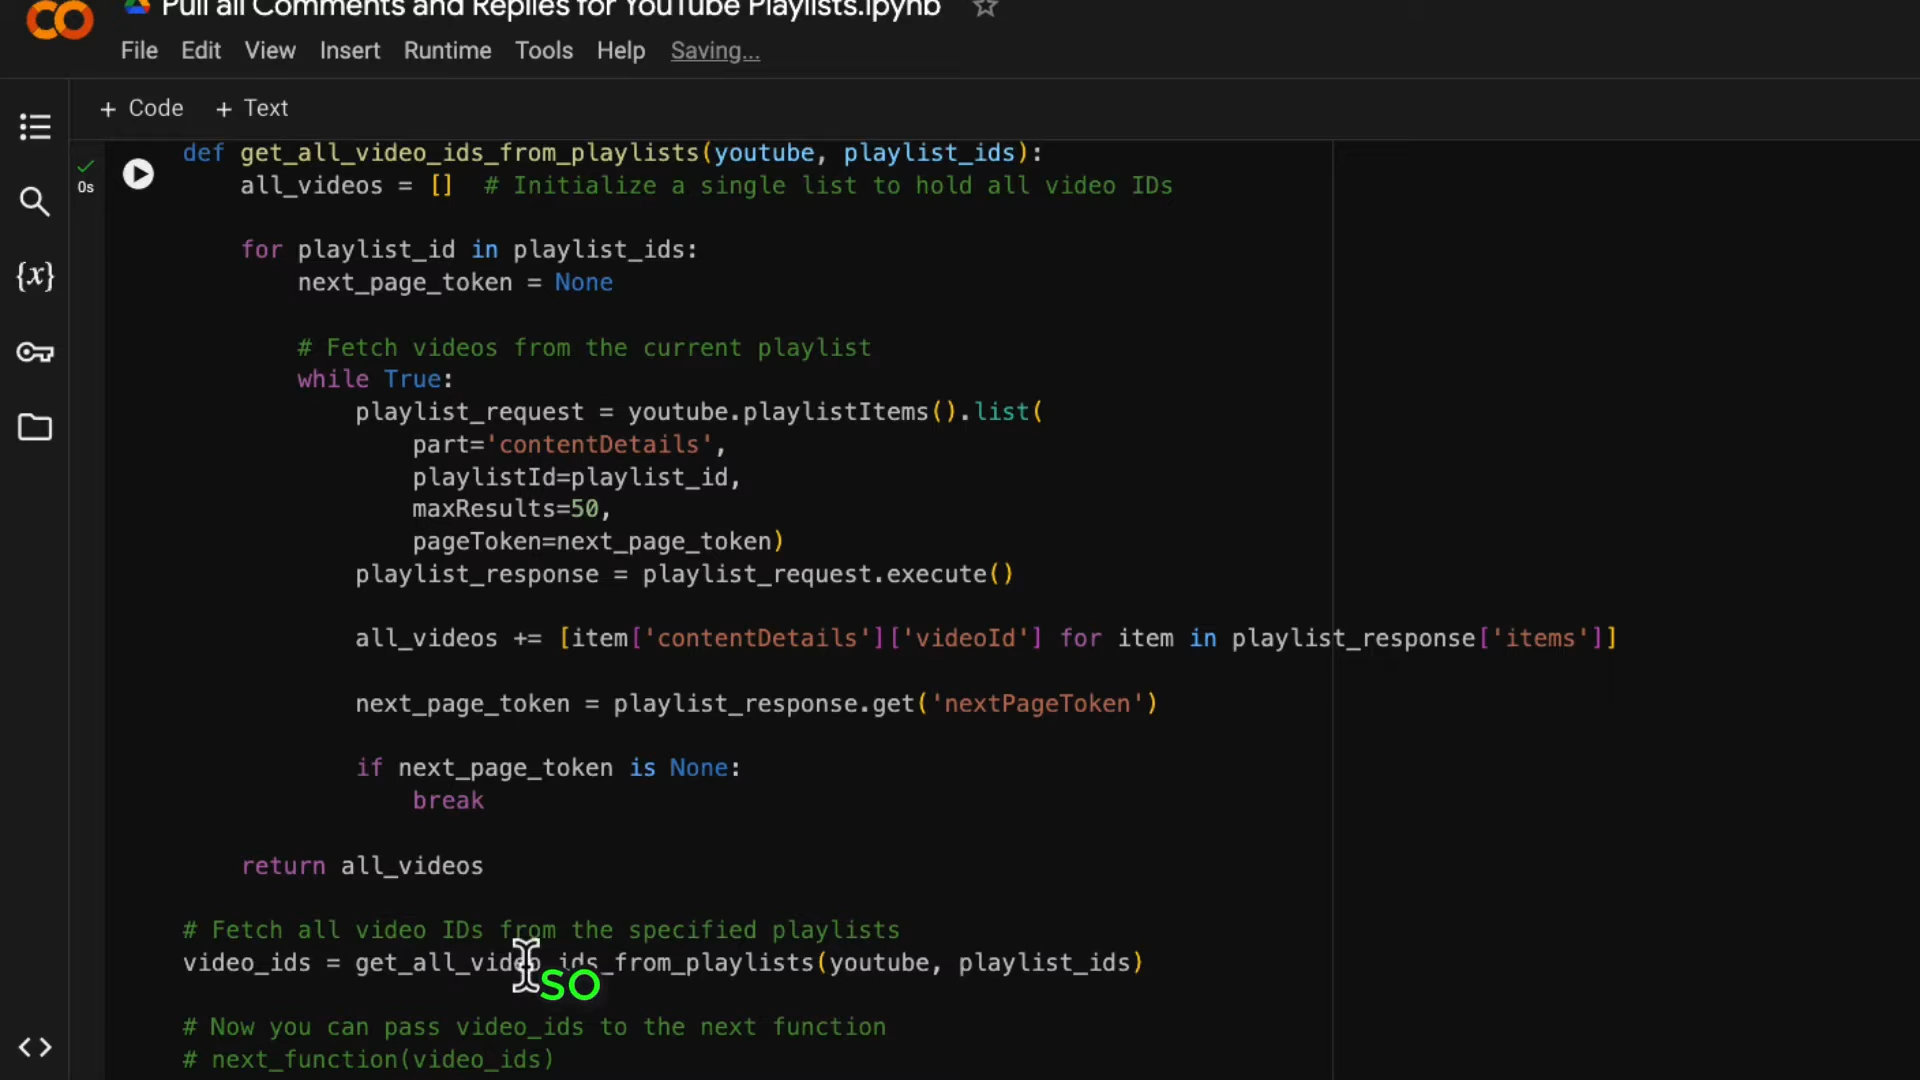 Pull all Comments and Replies for YouTube Playlists.ipynb
File Edit View Insert Runtime Tools Help Saving...
+ Code + Text
0s
def get_all_video_ids_from_playlists(youtube, playlist_ids):
all_videos = [] # Initialize a single list to hold all video IDs
for playlist_id in playlist_ids:
next_page_token = None
# Fetch videos from the current playlist
while True:
playlist_request = youtube.playlistItems().list(
part='contentDetails',
playlistId=playlist_id,
maxResults=50,
pageToken=next_page_token)
playlist_response = playlist_request.execute()
all_videos += [item['contentDetails']['videoId'] for item in playlist_response['items']]
next_page_token = playlist_response.get('nextPageToken')
if next_page_token is None:
break
return all_videos
# Fetch all video IDs from the specified playlists
video_ids = get_all_video_ids_from_playlists(youtube, playlist_ids)
so
# Now you can pass video_ids to the next function
# next_function(video_ids)